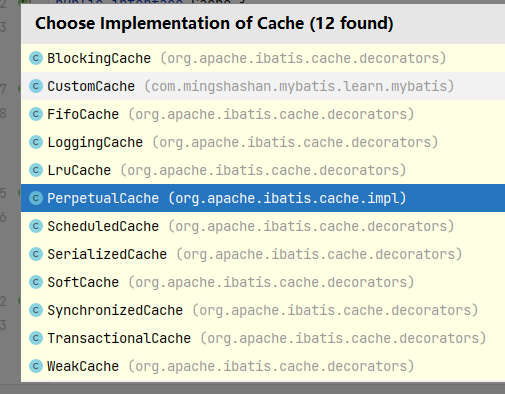 Choose Implementation of Cache (12 found)
BlockingCache (org.apache.ibatis.cache.decorators)
CustomCache (com.mingshashan.mybatis.learn.mybatis)
FifoCache (org.apache.ibatis.cache.decorators)
LoggingCache (org.apache.ibatis.cache.decorators)
LruCache (org.apache.ibatis.cache.decorators)
PerpetualCache (org.apache.ibatis.cache.impl)
ScheduledCache (org.apache.ibatis.cache.decorators)
SerializedCache (org.apache.ibatis.cache.decorators)
SoftCache (org.apache.ibatis.cache.decorators)
SynchronizedCache (org.apache.ibatis.cache.decorators)
TransactionalCache (org.apache.ibatis.cache.decorators)
WeakCache (org.apache.ibatis.cache.decorators)